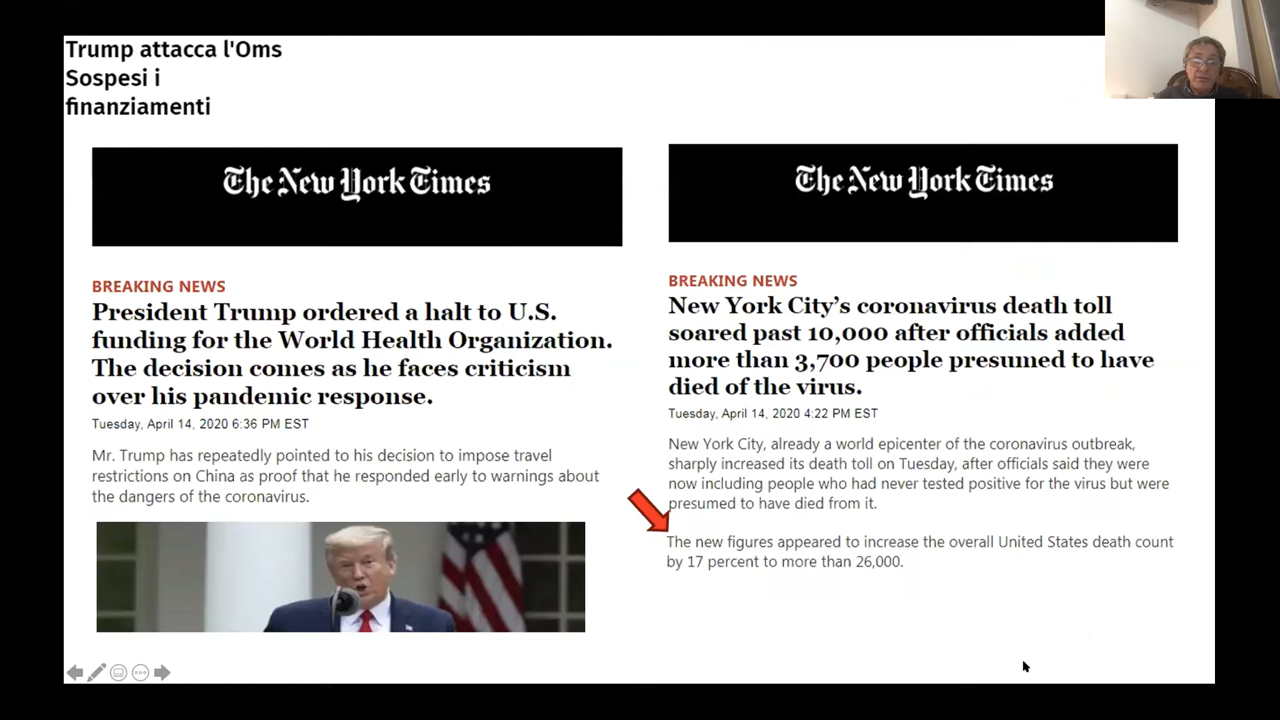 Trump attacca l'Oms
Sospesi i
finanziamenti
The New York Times
BREAKING NEWS
President Trump ordered a halt to U.S.
funding for the World Health Organization.
The decision comes as he faces criticism
over his pandemic response.
Tuesday, April 14, 2020 6:36 PM EST
Mr. Trump has repeatedly pointed to his decision to impose travel
restrictions on China as proof that he responded early to warnings about
the dangers of the coronavirus.
The New York Times
BREAKING NEWS
New York City’s coronavirus death toll
soared past 10,000 after officials added
more than 3,700 people presumed to have
died of the virus.
Tuesday, April 14, 2020 4:22 PM EST
New York City, already a world epicenter of the coronavirus outbreak,
sharply increased its death toll on Tuesday, after officials said they were
now including people who had never tested positive for the virus but were
presumed to have died from it.
The new figures appeared to increase the overall United States death count
by 17 percent to more than 26,000.